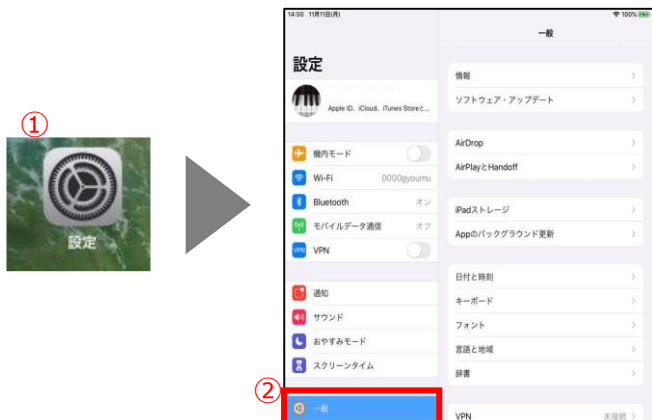 ①
設定
14:50 11月11日(月)
100%
設定
Apple ID、iCloud、iTunes Storeと...
機内モード
Wi-Fi 0000gyoumu
Bluetooth オン
モバイルデータ通信 オフ
VPN VPN
通知
サウンド
おやすみモード
スクリーンタイム
②
一般
一般
情報
ソフトウェア・アップデート
AirDrop
AirPlayとHandoff
iPadストレージ
Appのバックグラウンド更新
日付と時刻
キーボード
フォント
言語と地域
辞書
VPN 未接続